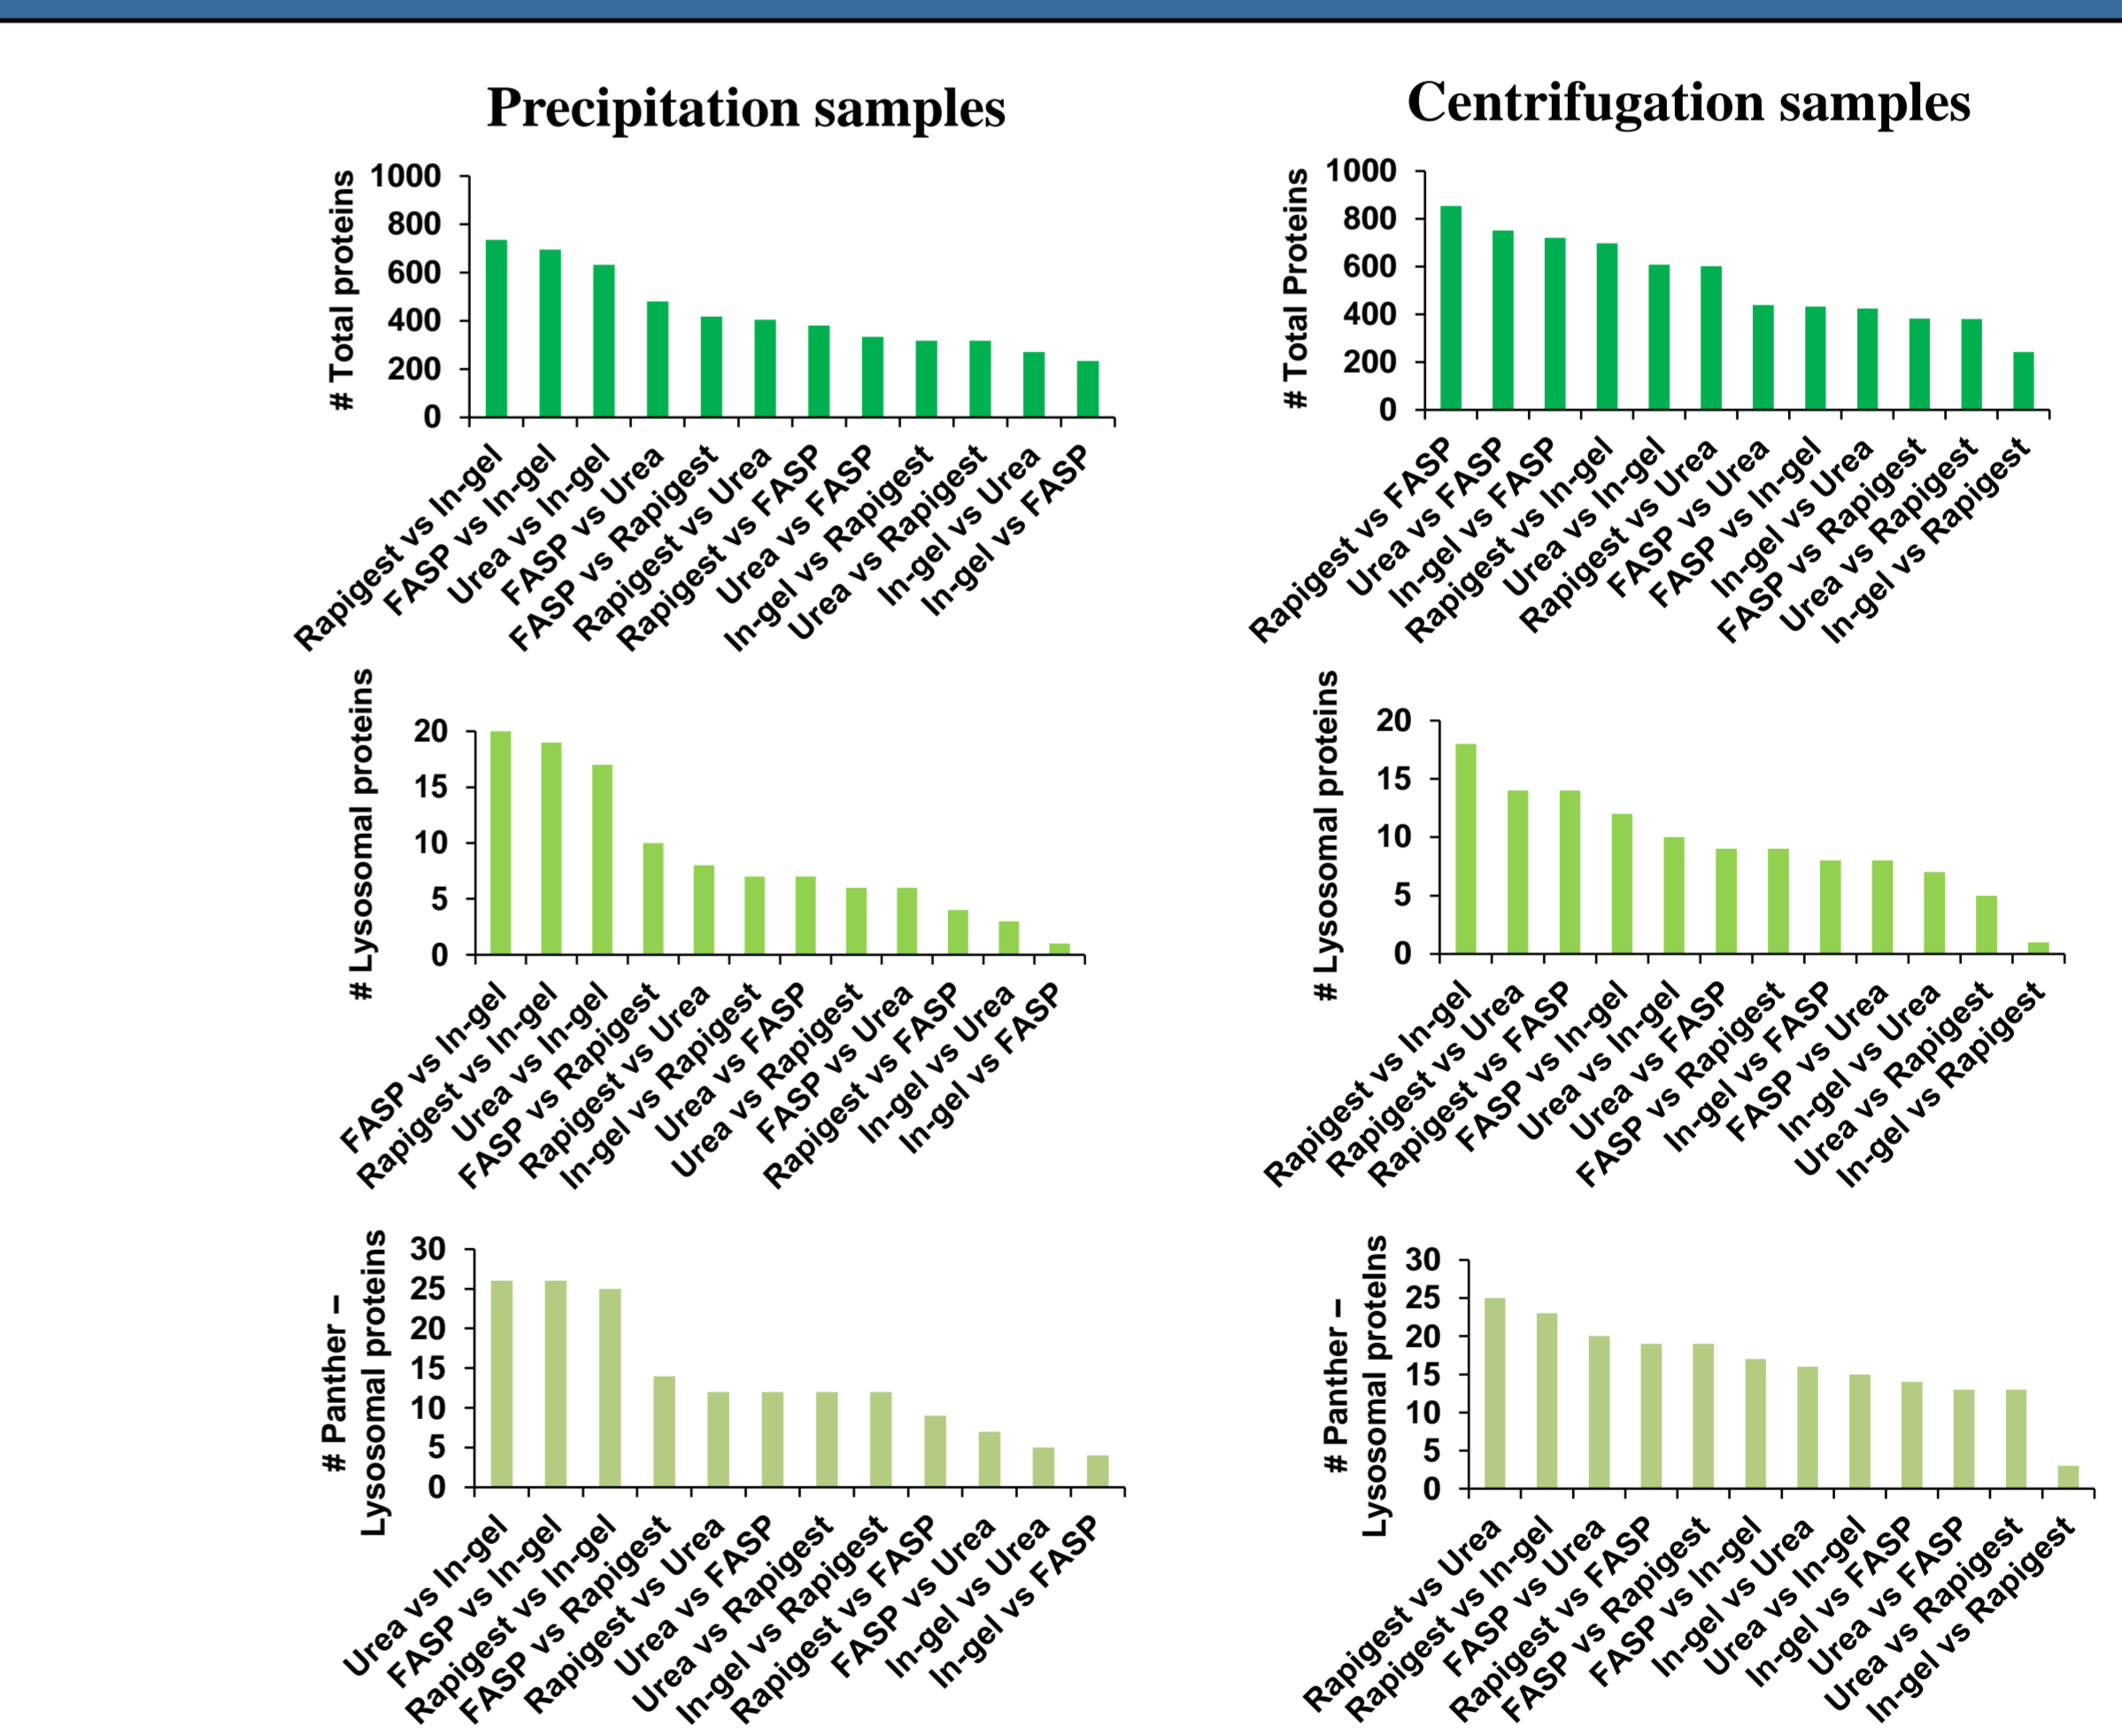 Precipitation samples
# Total proteins
1000
800
600
400
200
0
Rapigest vs In-gel
FASP vs In-gel
Urea vs In-gel
FASP vs Urea
FASP vs Rapigest
Rapigest vs Urea
Rapigest vs FASP
Urea vs FASP
In-gel vs Rapigest
Urea vs Rapigest
In-gel vs Urea
In-gel vs FASP
Centrifugation samples
# Total Proteins
1000
800
600
400
200
0
Rapigest vs FASP
Urea vs FASP
In-gel vs FASP
Rapigest vs In-gel
Urea vs In-gel
Rapigest vs Urea
FASP vs Urea
FASP vs In-gel
In-gel vs Urea
FASP vs Rapigest
Urea vs Rapigest
In-gel vs Rapigest
# Lysosomal proteins
20
15
10
5
0
FASP vs In-gel
Rapigest vs In-gel
Urea vs In-gel
FASP vs Rapigest
Rapigest vs Urea
In-gel vs Rapigest
Urea vs FASP
Urea vs Rapigest
FASP vs Urea
Rapigest vs FASP
In-gel vs Urea
In-gel vs FASP
# Lysosomal proteins
20
15
10
5
0
Rapigest vs In-gel
Rapigest vs Urea
Rapigest vs FASP
FASP vs In-gel
Urea vs In-gel
Urea vs FASP
FASP vs Rapigest
In-gel vs FASP
FASP vs Urea
In-gel vs Urea
Urea vs Rapigest
In-gel vs Rapigest
# Panther –
Lysosomal proteins
30
25
20
15
10
5
0
Urea vs In-gel
FASP vs In-gel
Rapigest vs In-gel
FASP vs Rapigest
Rapigest vs Urea
Urea vs FASP
Urea vs Rapigest
In-gel vs Rapigest
Rapigest vs FASP
FASP vs Urea
In-gel vs Urea
In-gel vs FASP
# Panther –
Lysosomal proteIns
30
25
20
15
10
5
0
Rapigest vs Urea
Rapigest vs In-gel
FASP vs Urea
Rapigest vs FASP
FASP vs Rapigest
FASP vs In-gel
In-gel vs Urea
Urea vs In-gel
In-gel vs FASP
Urea vs FASP
Urea vs Rapigest
In-gel vs Rapigest